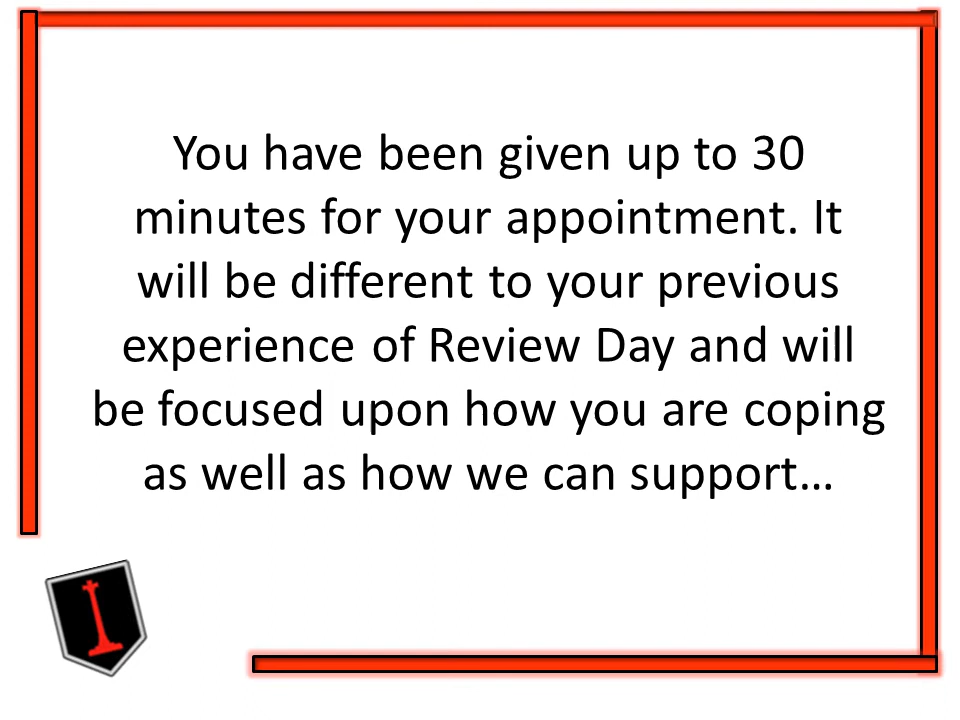 You have been given up to 30
minutes for your appointment. It
will be different to your previous
experience of Review Day and will
be focused upon how you are coping
as well as how we can support…